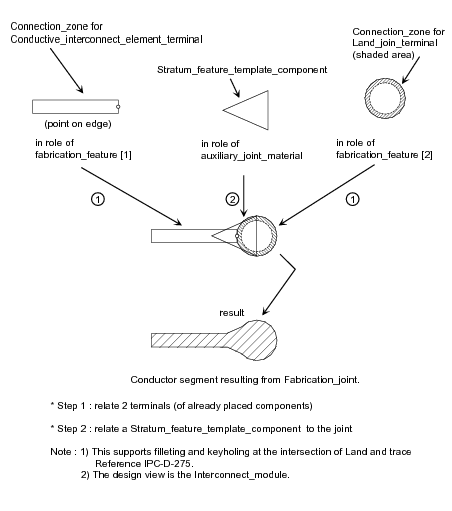 Connection_zone for
Conductive_interconnect_element_terminal
Connection_zone for
Land_join_terminal
(shaded area)
Stratum_feature_template_component
(point on edge)
in role of
fabrication_feature [1]
in role of
auxiliary_joint_material
in role of
fabrication_feature [2]
1
2
1
result
Conductor segment resulting from Fabrication_joint.
* Step 1 : relate 2 terminals (of already placed components)
* Step 2 : relate a Stratum_feature_template_component to the joint
Note : 1) This supports filleting and keyholing at the intersection of Land and trace
Reference IPC-D-275.
2) The design view is the Interconnect_module.